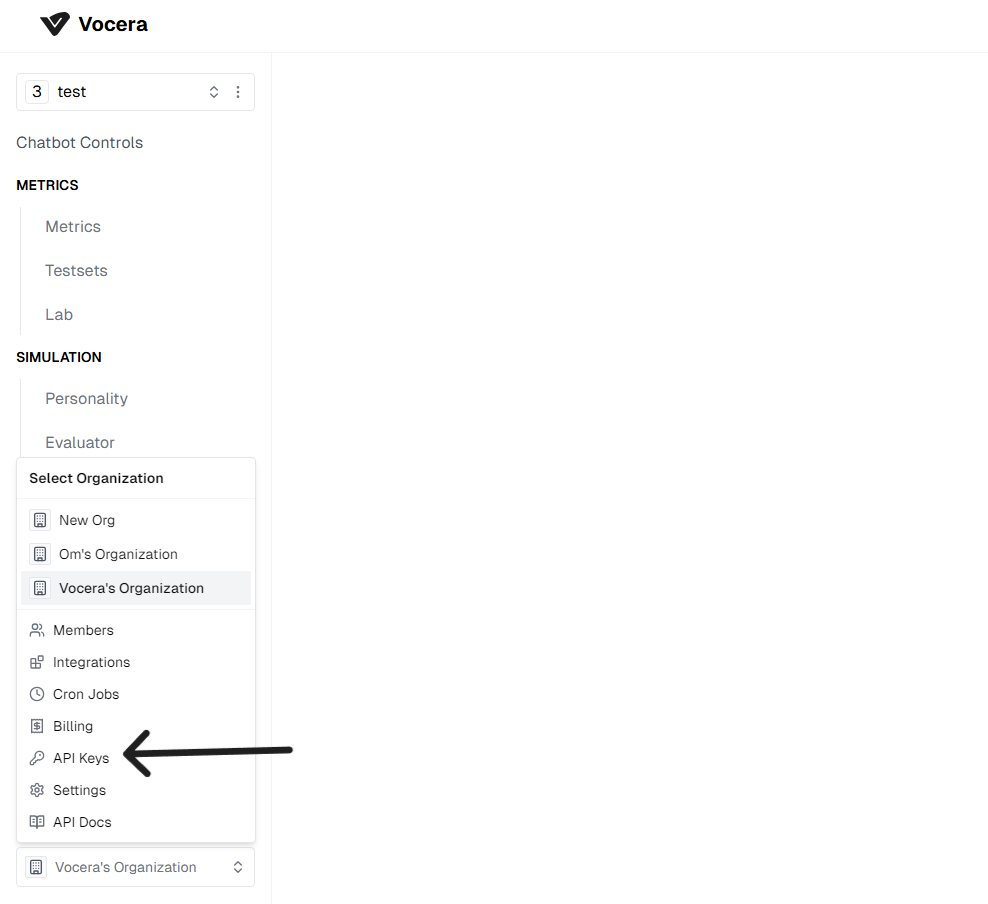 Vocera
3 test
Chatbot Controls
METRICS
Metrics
Testsets
Lab
SIMULATION
Personality
Evaluator
Select Organization
New Org
Om's Organization
Vocera's Organization
Members
Integrations
Cron Jobs
Billing
API Keys
Settings
API Docs
Vocera's Organization